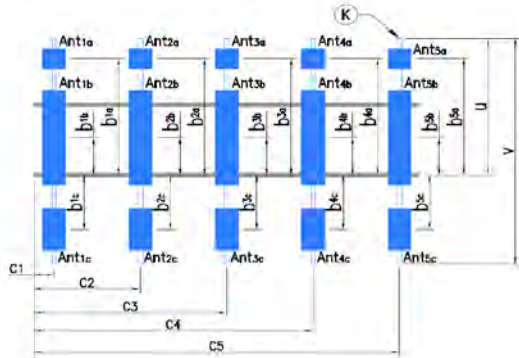 K
Ant1a Ant2a Ant3a Ant4a Ant5a
Ant1b Ant2b Ant3b Ant4b Ant5b
b1b b1a b2b b2a b3b b3a b4b b4a b5b b5a
U
V
b1c b2c b3c b4c b5c
Ant1c Ant2c Ant3c Ant4c Ant5c
C1
C2
C3
C4
C5